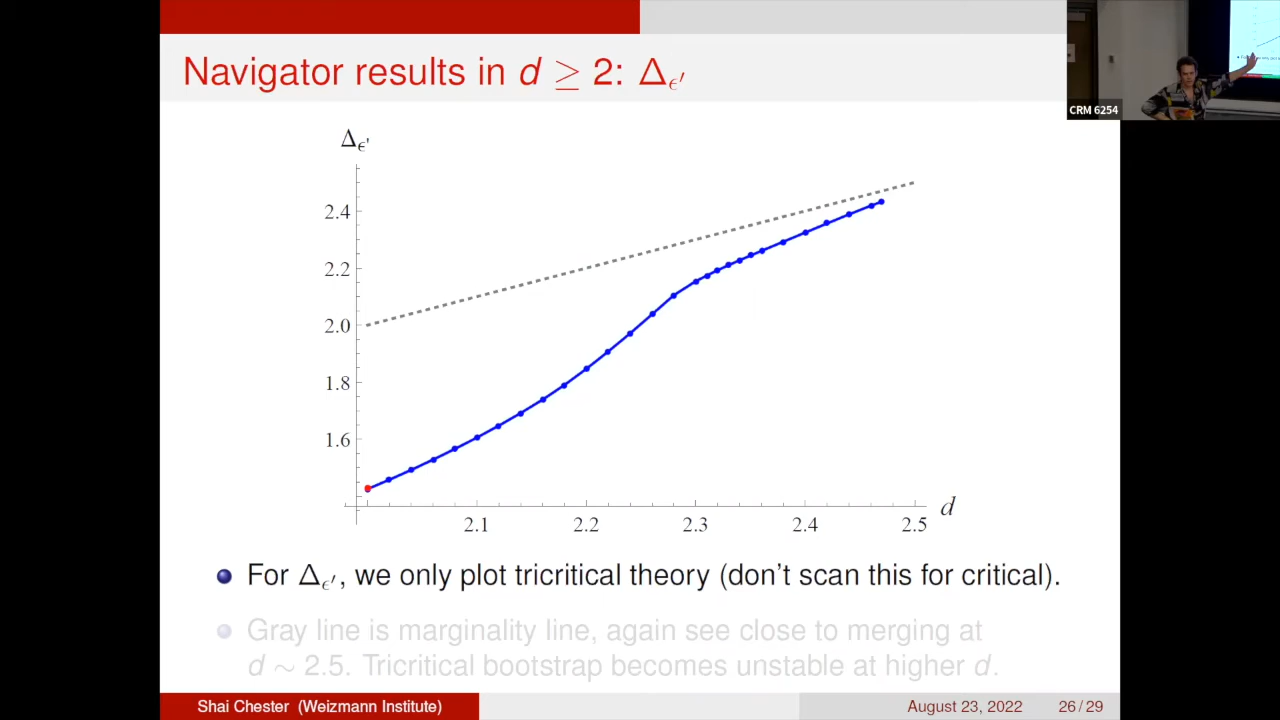 Navigator results in d ≥ 2: Δϵ′
CRM 6254
Δϵ'
2.4
2.2
2.0
1.8
1.6
2.1 2.2 2.3 2.4 2.5
d
For Δϵ′, we only plot tricritical theory (don't scan this for critical).
Gray line is marginality line, again see close to merging at
d ∼ 2.5. Tricritical bootstrap becomes unstable at higher d.
Shai Chester (Weizmann Institute) August 23, 2022 26/29